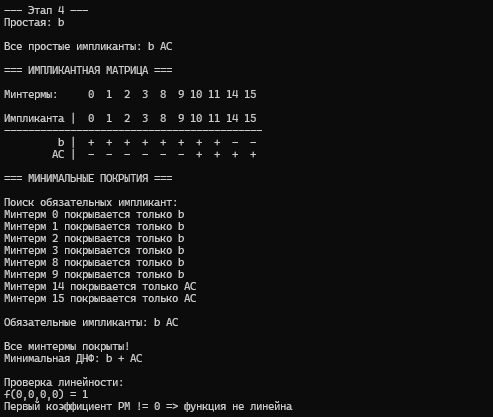 --- Этап 4 ---
Простая: b
Все простые импликанты: b AC
=== ИМПЛИКАНТНАЯ МАТРИЦА ===
Минтермы: 0 1 2 3 8 9 10 11 14 15
Импликанта | 0 1 2 3 8 9 10 11 14 15
-------------------------------------------
b | + + + + + + + + - -
AC | - - - - - - + + + +
=== МИНИМАЛЬНЫЕ ПОКРЫТИЯ ===
Поиск обязательных импликант:
Минтерм 0 покрывается только b
Минтерм 1 покрывается только b
Минтерм 2 покрывается только b
Минтерм 3 покрывается только b
Минтерм 8 покрывается только b
Минтерм 9 покрывается только b
Минтерм 14 покрывается только AC
Минтерм 15 покрывается только AC
Обязательные импликанты: b AC
Все минтермы покрыты!
Минимальная ДНФ: b + AC
Проверка линейности:
f(0,0,0,0) = 1
Первый коэффициент РМ != 0 => функция не линейна